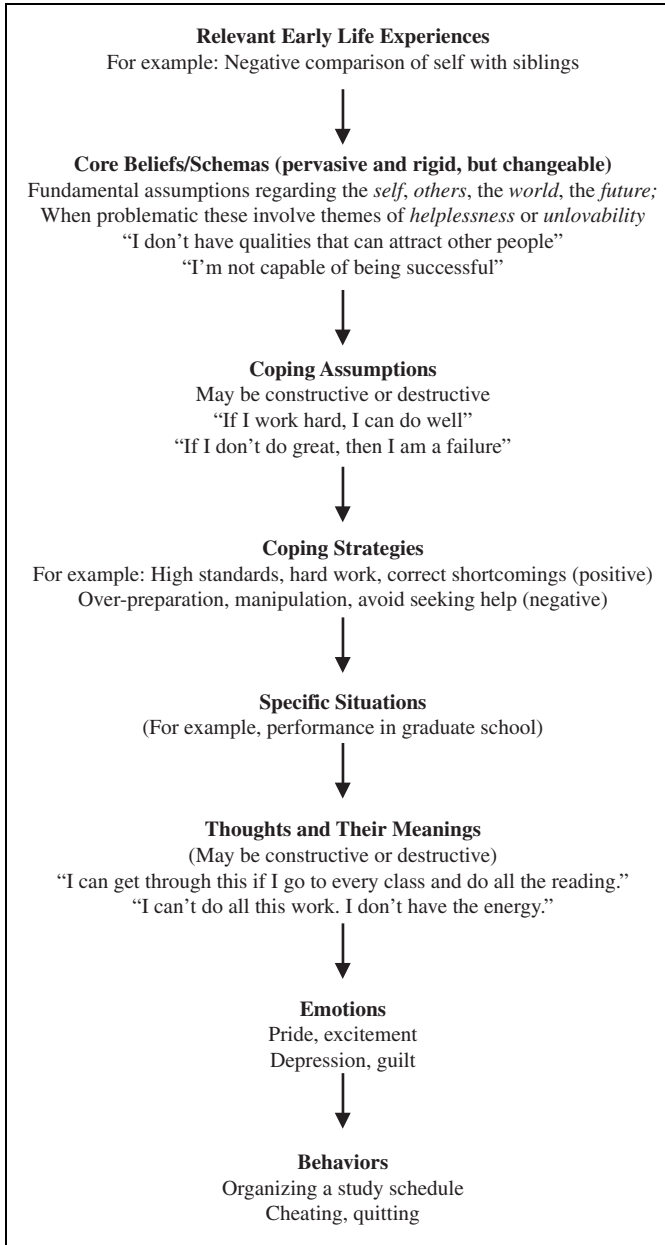 Relevant Early Life Experiences
For example: Negative comparison of self with siblings
Core Beliefs/Schemas (pervasive and rigid, but changeable)
Fundamental assumptions regarding the self, others, the world, the future;
When problematic these involve themes of helplessness or unlovability
“I don’t have qualities that can attract other people”
“I’m not capable of being successful”
Coping Assumptions
May be constructive or destructive
“If I work hard, I can do well”
“If I don’t do great, then I am a failure”
Coping Strategies
For example: High standards, hard work, correct shortcomings (positive)
Over-preparation, manipulation, avoid seeking help (negative)
Specific Situations
(For example, performance in graduate school)
Thoughts and Their Meanings
(May be constructive or destructive)
“I can get through this if I go to every class and do all the reading.”
“I can’t do all this work. I don’t have the energy.”
Emotions
Pride, excitement
Depression, guilt
Behaviors
Organizing a study schedule
Cheating, quitting